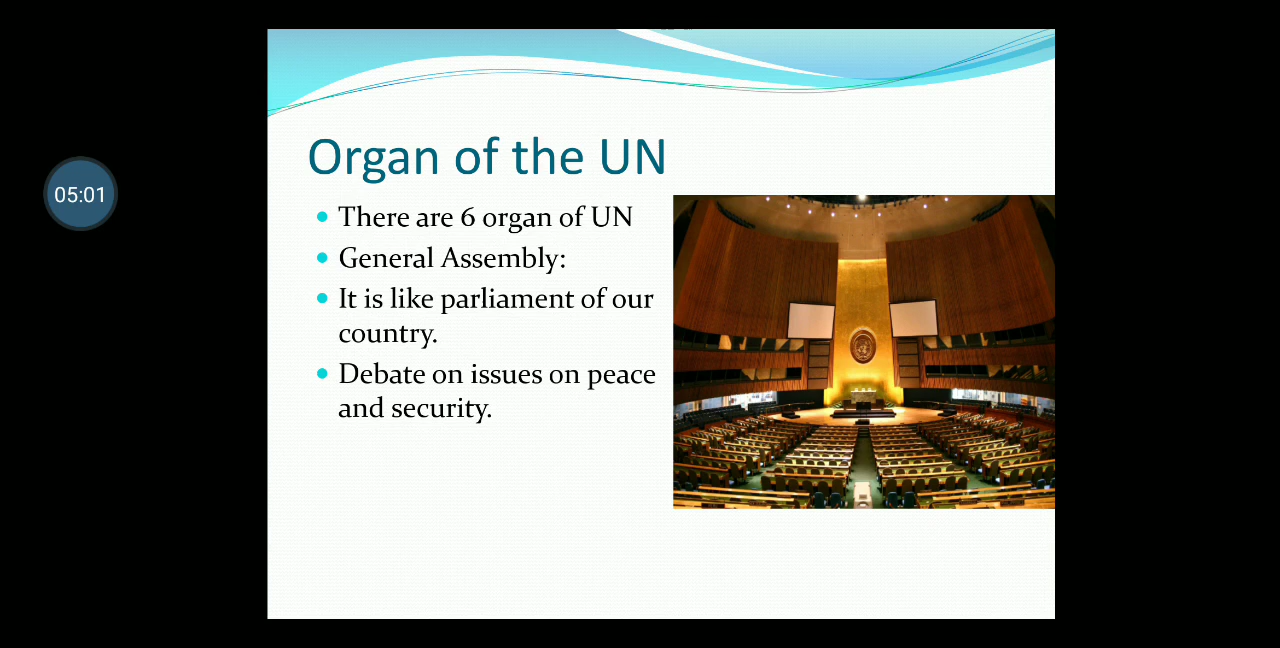 Organ of the UN
05:01
There are 6 organ of UN
General Assembly:
It is like parliament of our
country.
Debate on issues on peace
and security.